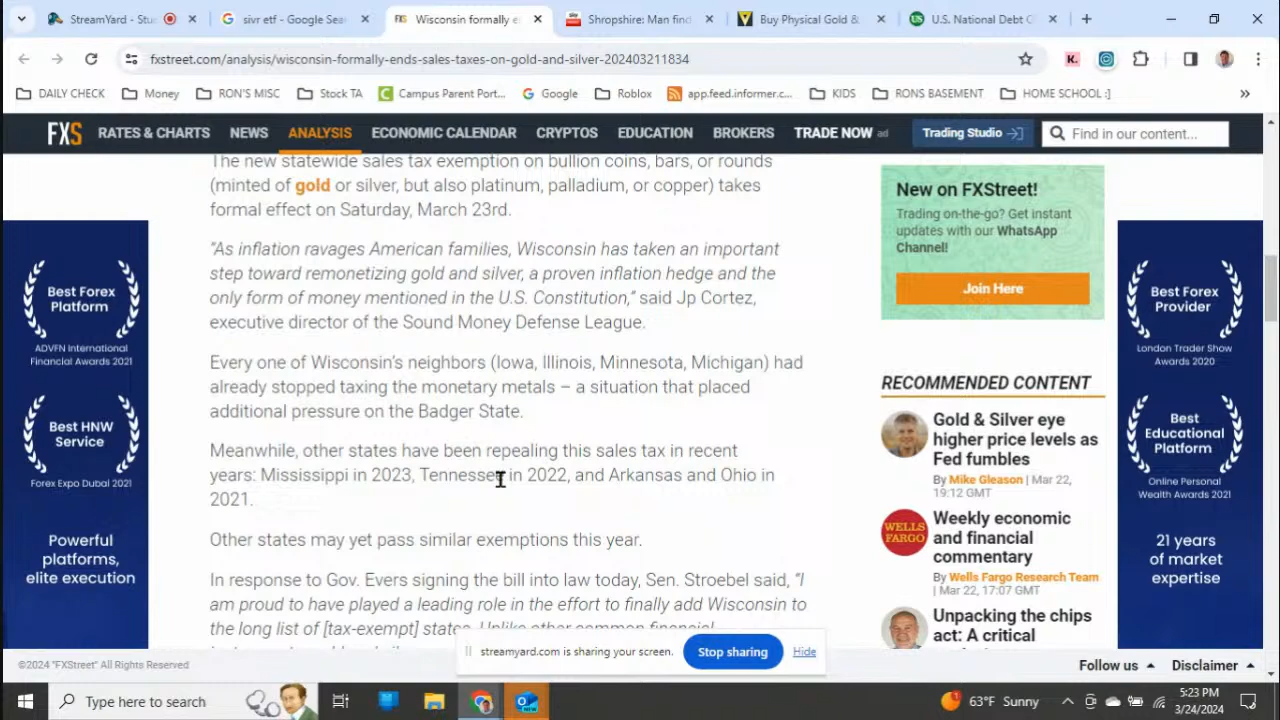 StreamYard -
sivr etf - Google Sea
Wisconsin formally e
Shropshire: Man find
Buy Physical Gold &
U.S. National Debt C
fxstreet.com/analysis/wisconsin-formally-ends-sales-taxes-on-gold-and-silver-202403211834
DAILY CHECK
Money
RON'S MISC
Stock TA
Campus Parent Port...
Google
Roblox
app.feed.informer.c...
KIDS
RONS BASEMENT
HOME SCHOOL :]
FXS
RATES & CHARTS
NEWS
ANALYSIS
ECONOMIC CALENDAR
CRYPTOS
EDUCATION
BROKERS
TRADE NOW ad
Trading Studio
Find in our content...
The new statewide sales tax exemption on bullion coins, bars, or rounds
(minted of gold or silver, but also platinum, palladium, or copper) takes
formal effect on Saturday, March 23rd.
"As inflation ravages American families, Wisconsin has taken an important
step toward remonetizing gold and silver, a proven inflation hedge and the
only form of money mentioned in the U.S. Constitution," said Jp Cortez,
executive director of the Sound Money Defense League.
Every one of Wisconsin's neighbors (Iowa, Illinois, Minnesota, Michigan) had
already stopped taxing the monetary metals – a situation that placed
additional pressure on the Badger State.
Meanwhile, other states have been repealing this sales tax in recent
years: Mississippi in 2023, Tennessee in 2022, and Arkansas and Ohio in
2021.
Other states may yet pass similar exemptions this year.
In response to Gov. Evers signing the bill into law today, Sen. Stroebel said, "I
am proud to have played a leading role in the effort to finally add Wisconsin to
the long list of [tax-exempt] states. Unlike other common financial
Best Forex
Platform
ADVFN International
Financial Awards 2021
Best HNW
Service
Forex Expo Dubai 2021
Powerful
platforms,
elite execution
New on FXStreet!
Trading on-the-go? Get instant
updates with our WhatsApp
Channel!
Join Here
RECOMMENDED CONTENT
Gold & Silver eye
higher price levels as
Fed fumbles
By Mike Gleason | Mar 22,
19:12 GMT
WELLS
FARGO
Weekly economic
and financial
commentary
By Wells Fargo Research Team
| Mar 22, 17:07 GMT
Unpacking the chips
act: A critical
Best Forex
Provider
London Trader Show
Awards 2020
Best
Educational
Platform
Online Personal
Wealth Awards 2021
21 years
of market
expertise
streamyard.com is sharing your screen.
Stop sharing
Hide
©2024 "FXStreet" All Rights Reserved
Follow us
Disclaimer
Type here to search
63°F Sunny
5:23 PM
3/24/2024